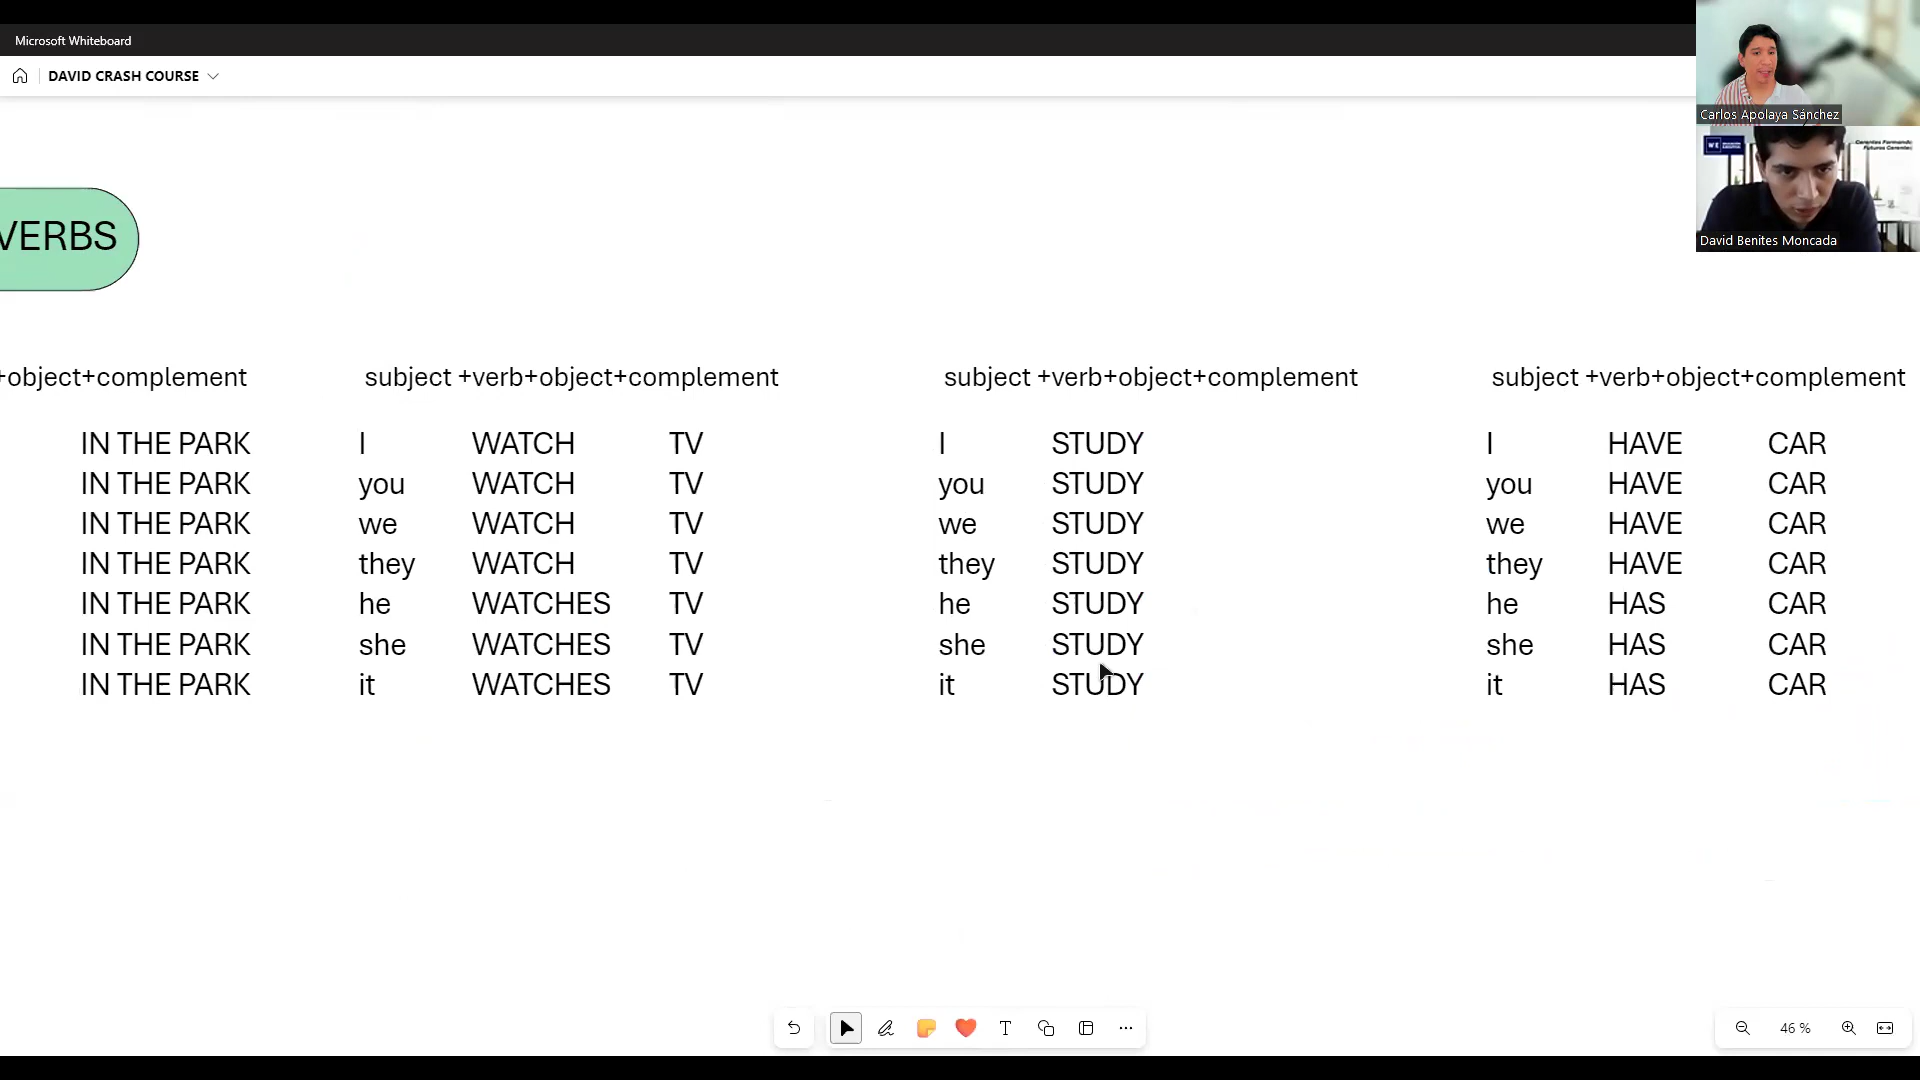 Microsoft Whiteboard
DAVID CRASH COURSE
Carlos Apolaya Sánchez
WE
Gerentes Formando
Futuros Gerentes
David Benites Moncada
VERBS
+object+complement
IN THE PARK
IN THE PARK
IN THE PARK
IN THE PARK
IN THE PARK
IN THE PARK
IN THE PARK
subject +verb+object+complement
I WATCH TV
you WATCH TV
we WATCH TV
they WATCH TV
he WATCHES TV
she WATCHES TV
it WATCHES TV
subject +verb+object+complement
I STUDY
you STUDY
we STUDY
they STUDY
he STUDY
she STUDY
it STUDY
subject +verb+object+complement
I HAVE CAR
you HAVE CAR
we HAVE CAR
they HAVE CAR
he HAS CAR
she HAS CAR
it HAS CAR
46 %